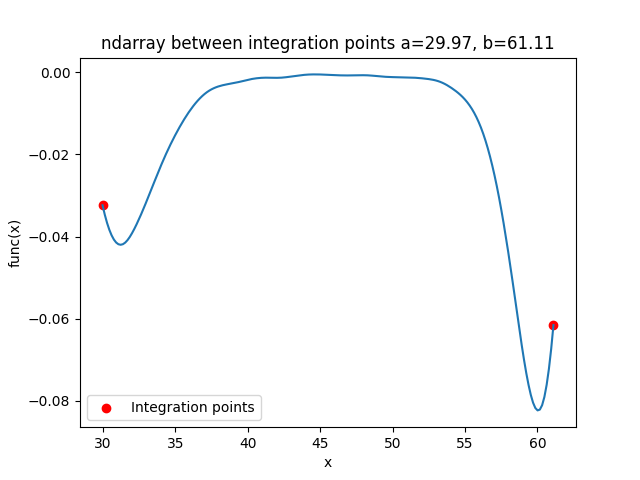 ndarray between integration points a=29.97, b=61.11
0.00
−0.02
−0.04
−0.06
−0.08
func(x)
Integration points
30 35 40 45 50 55 60
x